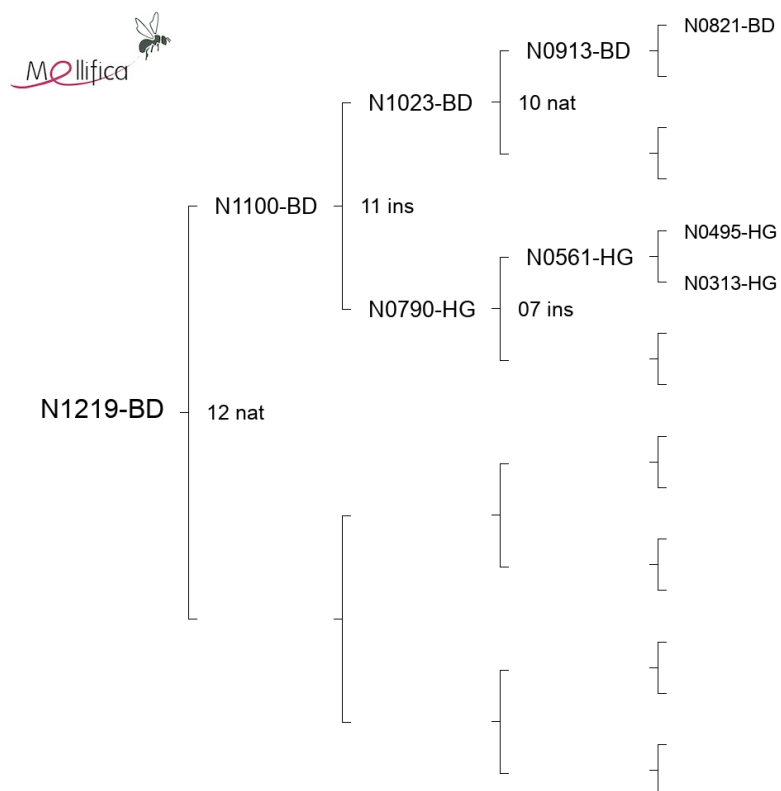 Mellifica
N0821-BD
N0913-BD
N1023-BD
10 nat
N1100-BD
11 ins
N0495-HG
N0561-HG
N0313-HG
N0790-HG
07 ins
N1219-BD
12 nat